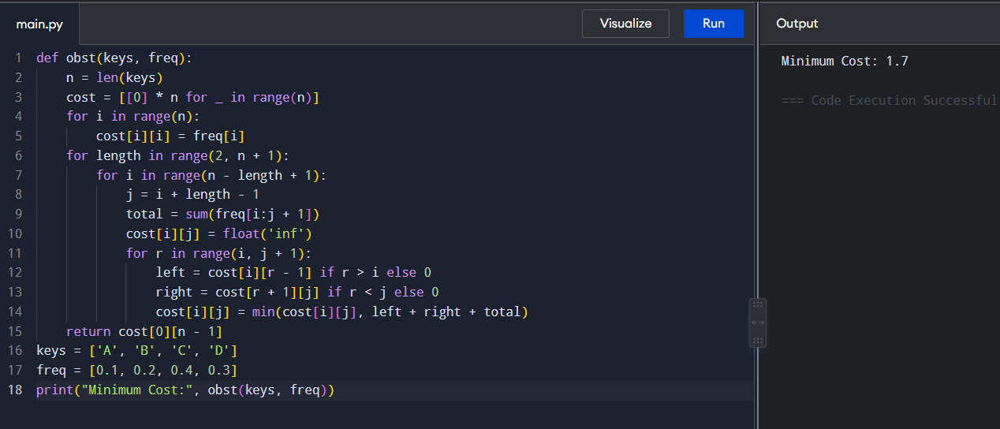 main.py
Visualize
Run
Output
1 def obst(keys, freq):
2     n = len(keys)
3     cost = [[0] * n for _ in range(n)]
4     for i in range(n):
5         cost[i][i] = freq[i]
6     for length in range(2, n + 1):
7         for i in range(n - length + 1):
8             j = i + length - 1
9             total = sum(freq[i:j + 1])
10             cost[i][j] = float('inf')
11             for r in range(i, j + 1):
12                 left = cost[i][r - 1] if r > i else 0
13                 right = cost[r + 1][j] if r < j else 0
14                 cost[i][j] = min(cost[i][j], left + right + total)
15     return cost[0][n - 1]
16 keys = ['A', 'B', 'C', 'D']
17 freq = [0.1, 0.2, 0.4, 0.3]
18 print("Minimum Cost:", obst(keys, freq))
Minimum Cost: 1.7
=== Code Execution Successful